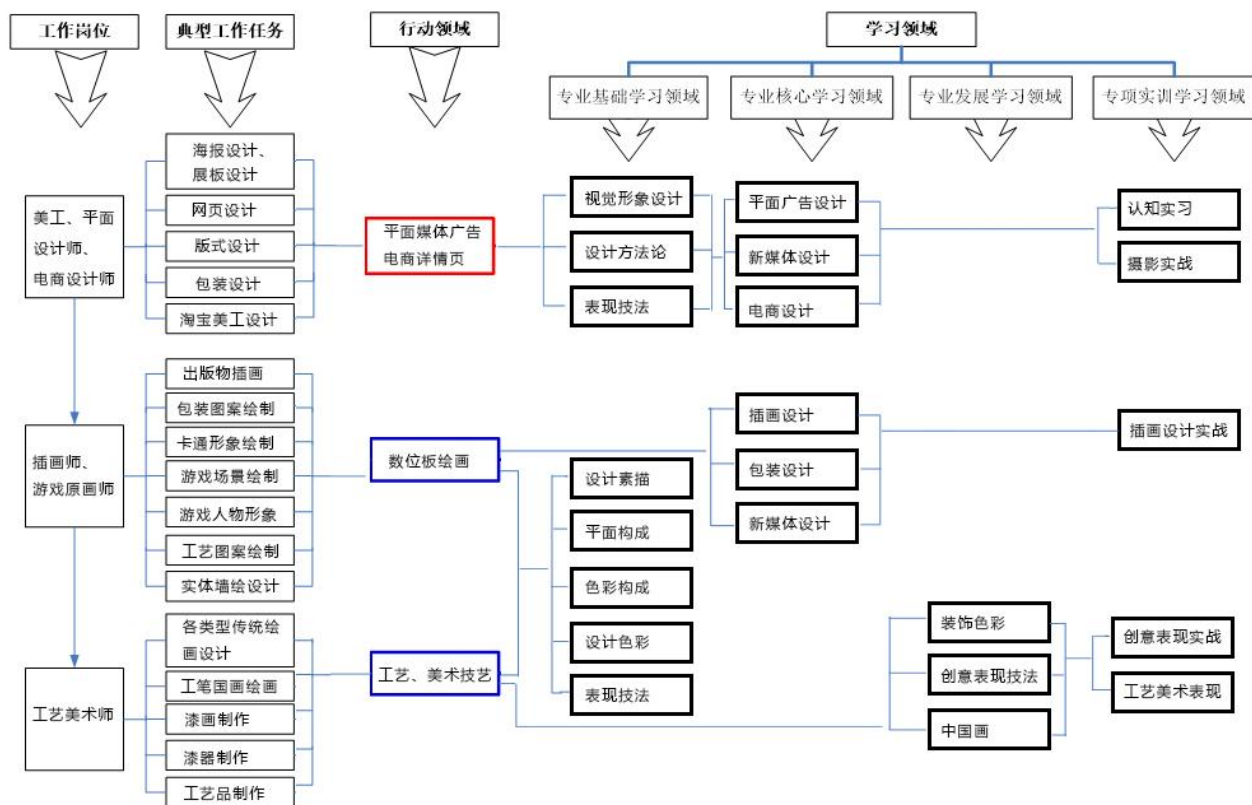 工作岗位
典型工作任务
行动领域
学习领域
专业基础学习领域
专业核心学习领域
专业发展学习领域
专项实训学习领域
美工、平面
设计师、
电商设计师
海报设计、
展板设计
网页设计
版式设计
包装设计
淘宝美工设计
平面媒体广告
电商详情页
视觉形象设计
设计方法论
表现技法
平面广告设计
新媒体设计
电商设计
认知实习
摄影实战
插画师、
游戏原画师
出版物插画
包装图案绘制
卡通形象绘制
游戏场景绘制
游戏人物形象
工艺图案绘制
实体墙绘设计
数位板绘画
设计素描
平面构成
色彩构成
设计色彩
表现技法
插画设计
包装设计
新媒体设计
插画设计实战
工艺美术师
各类型传统绘
画设计
工笔国画绘画
漆画制作
漆器制作
工艺品制作
工艺、美术技艺
装饰色彩
创意表现技法
中国画
创意表现实战
工艺美术表现